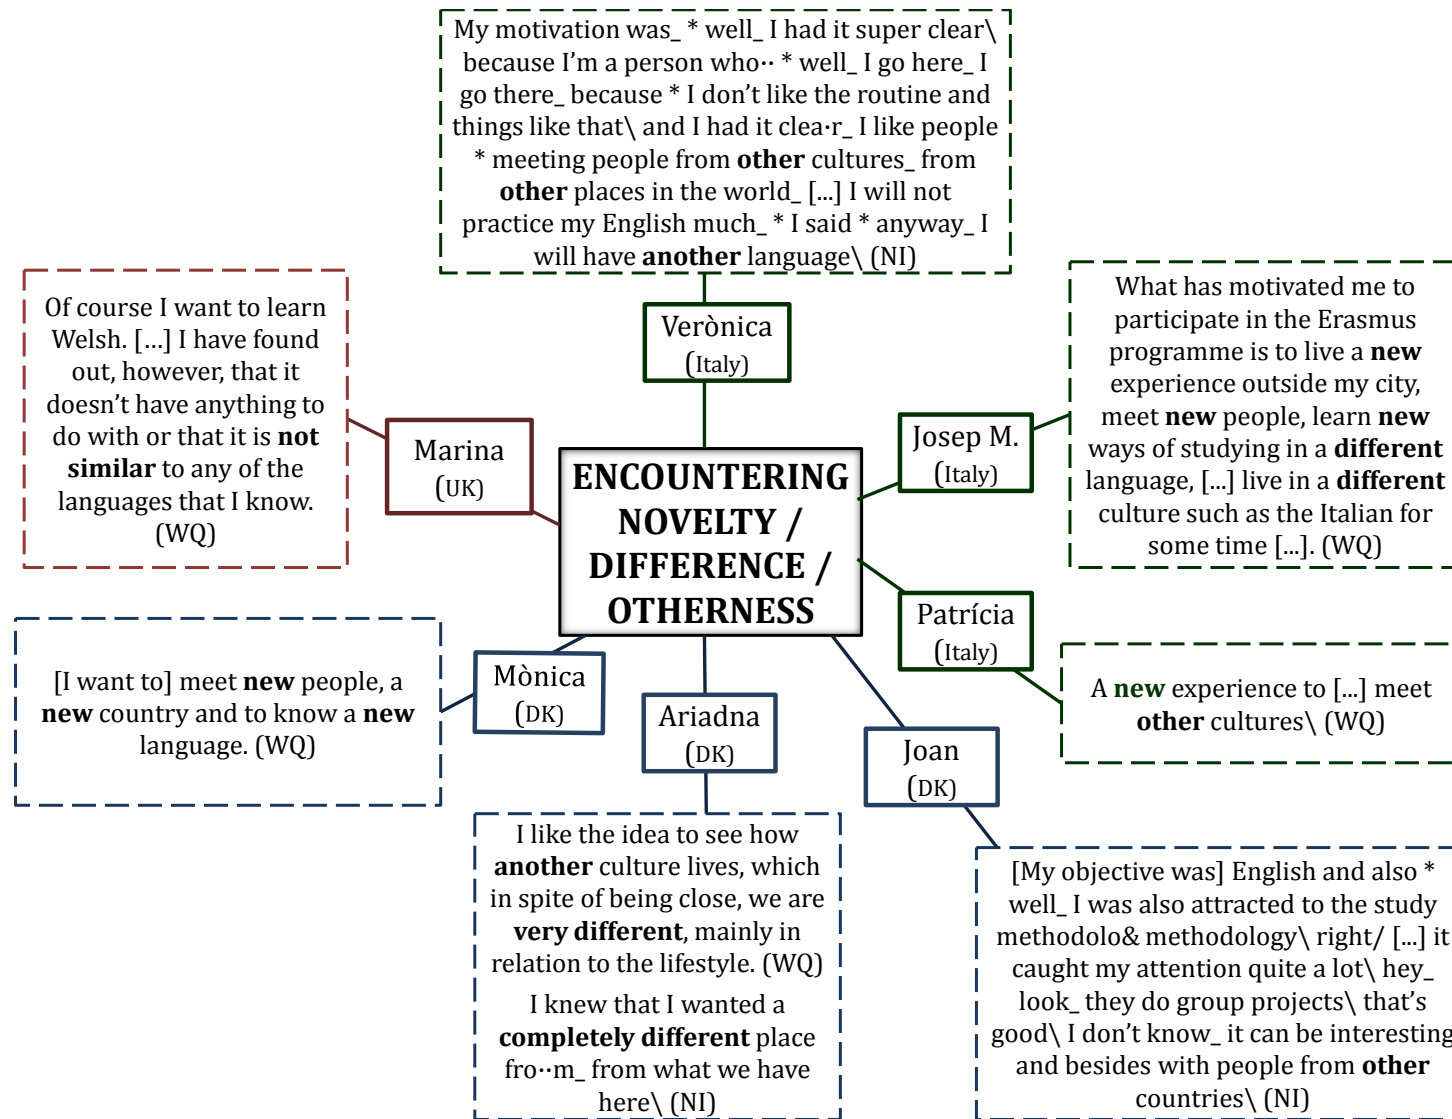 My motivation was_ * well_ I had it super clear\
because I’m a person who·· * well_ I go here_ I
go there_ because * I don’t like the routine and
things like that\ and I had it clea·r_ I like people
* meeting people from other cultures_ from
other places in the world_ [...] I will not
practice my English much_ * I said * anyway_ I
will have another language\ (NI)
Verònica
(Italy)
Of course I want to learn
Welsh. [...] I have found
out, however, that it
doesn’t have anything to
do with or that it is not
similar to any of the
languages that I know.
(WQ)
Marina
(UK)
What has motivated me to
participate in the Erasmus
programme is to live a new
experience outside my city,
meet new people, learn new
ways of studying in a different
language, [...] live in a different
culture such as the Italian for
some time [...]. (WQ)
Josep M.
(Italy)
ENCOUNTERING
NOVELTY /
DIFFERENCE /
OTHERNESS
Patrícia
(Italy)
A new experience to [...] meet
other cultures\ (WQ)
[I want to] meet new people, a
new country and to know a new
language. (WQ)
Mònica
(DK)
Ariadna
(DK)
Joan
(DK)
I like the idea to see how
another culture lives, which
in spite of being close, we are
very different, mainly in
relation to the lifestyle. (WQ)
I knew that I wanted a
completely different place
fro··m_ from what we have
here\ (NI)
[My objective was] English and also *
well_ I was also attracted to the study
methodolo& methodology\ right/ [...] it
caught my attention quite a lot\ hey_
look_ they do group projects\ that’s
good\ I don’t know_ it can be interesting
and besides with people from other
countries\ (NI)